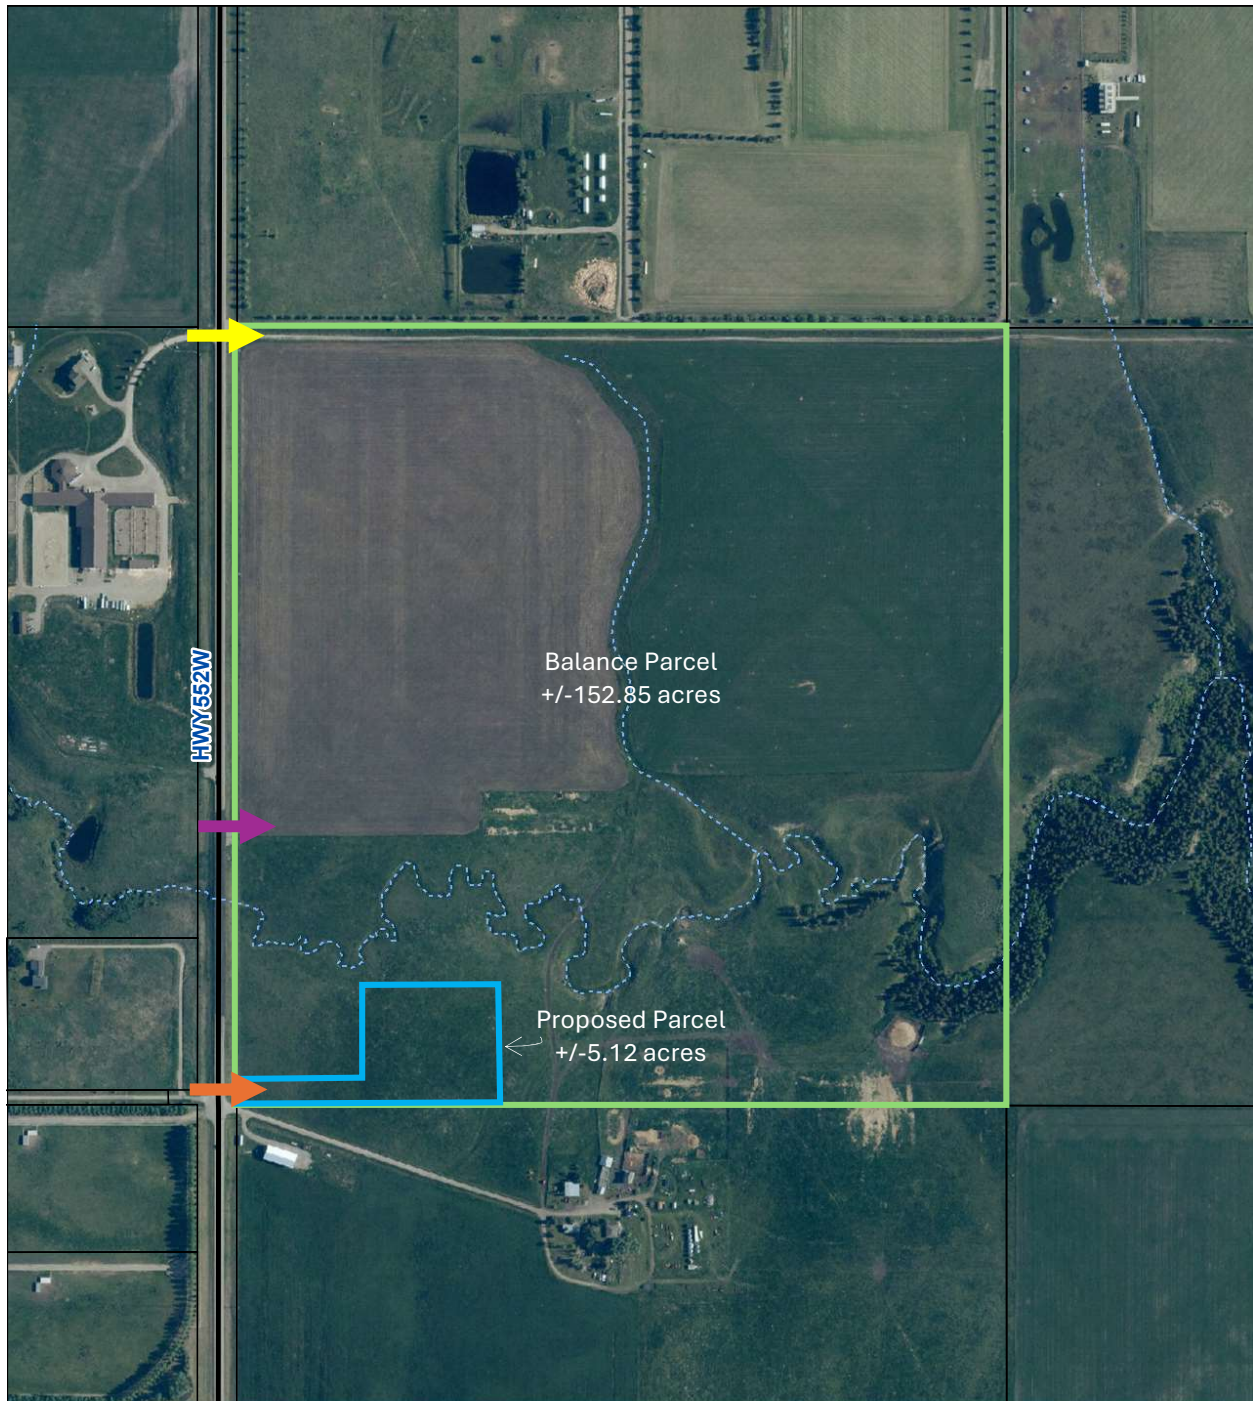 HWY552W
Balance Parcel
+/-152.85 acres
Proposed Parcel
+/-5.12 acres